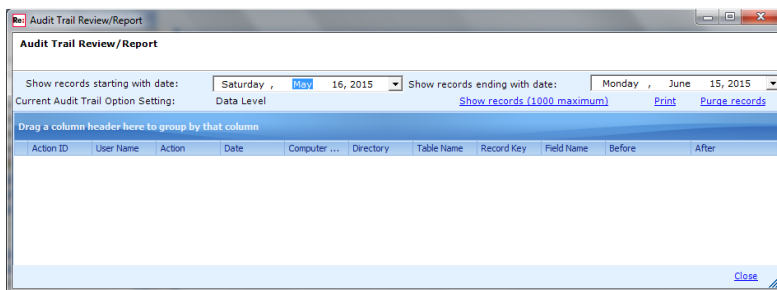 Re: Audit Trail Review/Report
Audit Trail Review/Report
Show records starting with date: Saturday , May 16, 2015 Show records ending with date: Monday , June 15, 2015
Current Audit Trail Option Setting: Data Level Show records (1000 maximum) Print Purge records
Drag a column header here to group by that column
Action ID User Name Action Date Computer ... Directory Table Name Record Key Field Name Before After
Close